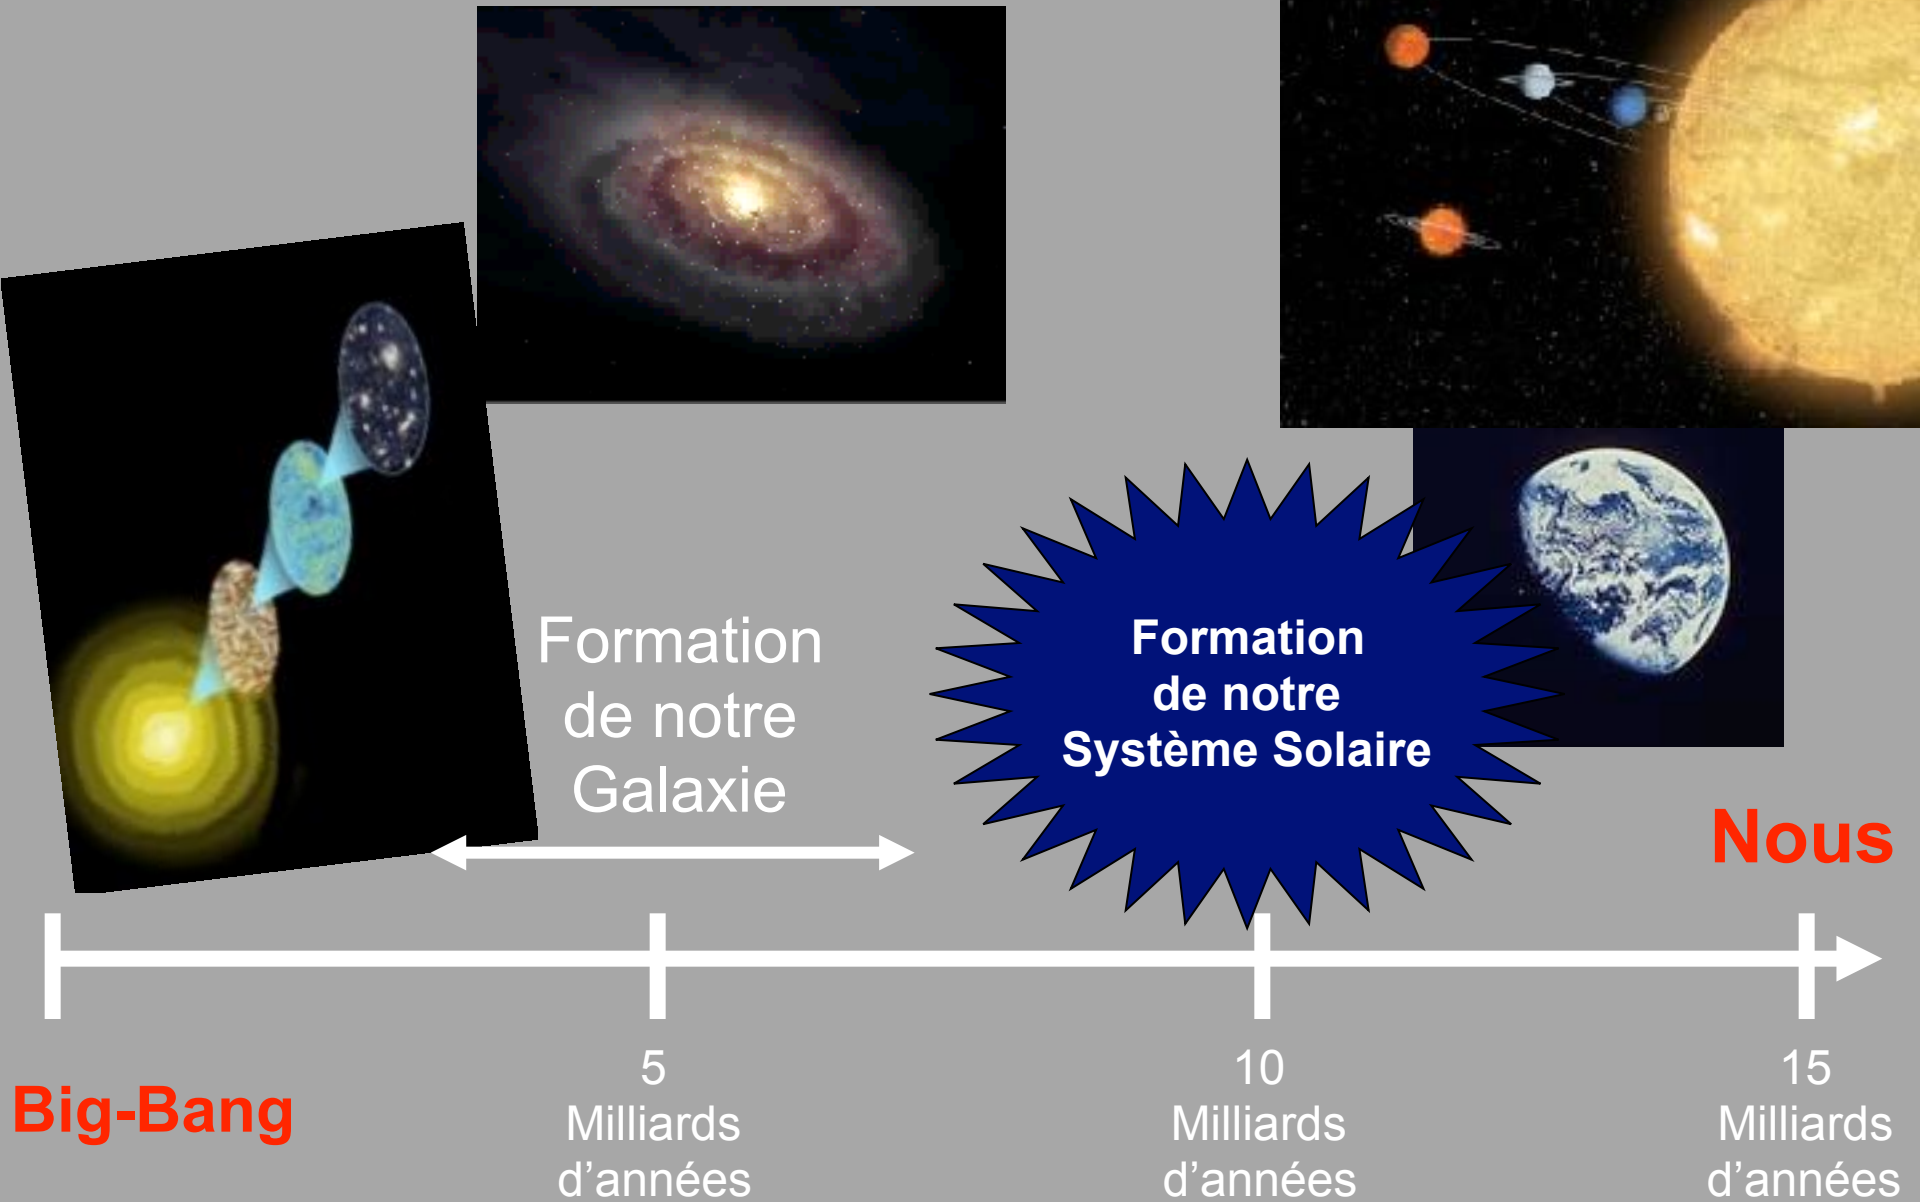 Formation
de notre
Galaxie
Formation
de notre
Système Solaire
Nous
Big-Bang
5
Milliards
d’années
10
Milliards
d’années
15
Milliards
d’années